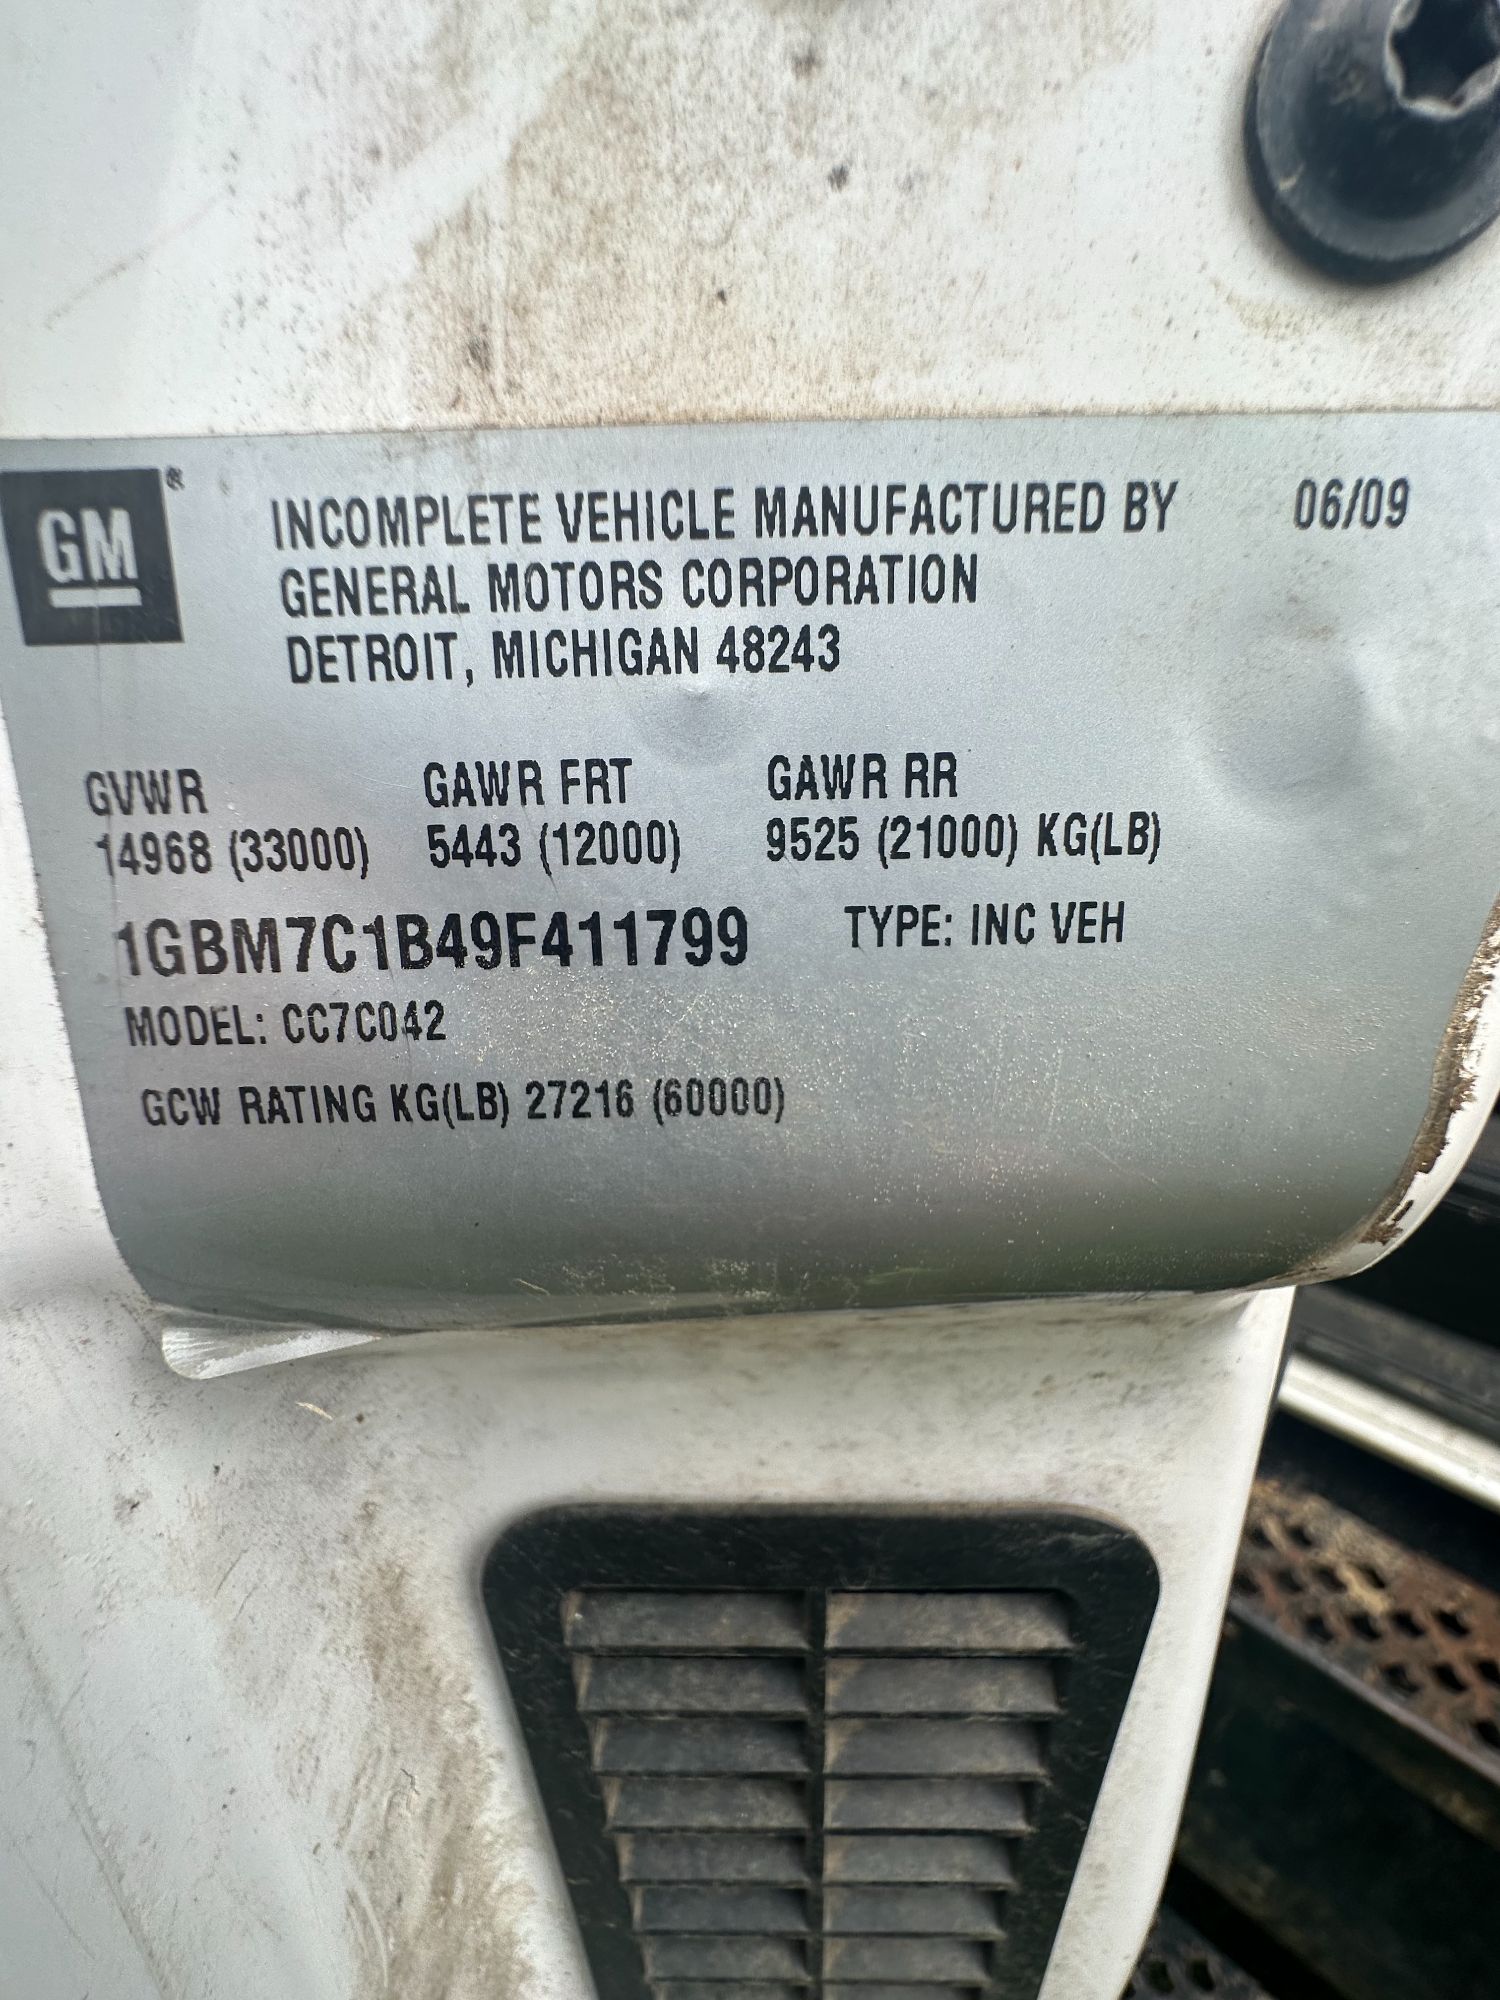 GM®
INCOMPLETE VEHICLE MANUFACTURED BY 06/09
GENERAL MOTORS CORPORATION
DETROIT, MICHIGAN 48243
GVWR GAWR FRT GAWR RR
14968 (33000) 5443 (12000) 9525 (21000) KG(LB)
1GBM7C1B49F411799 TYPE: INC VEH
MODEL: CC7C042
GCW RATING KG(LB) 27216 (60000)